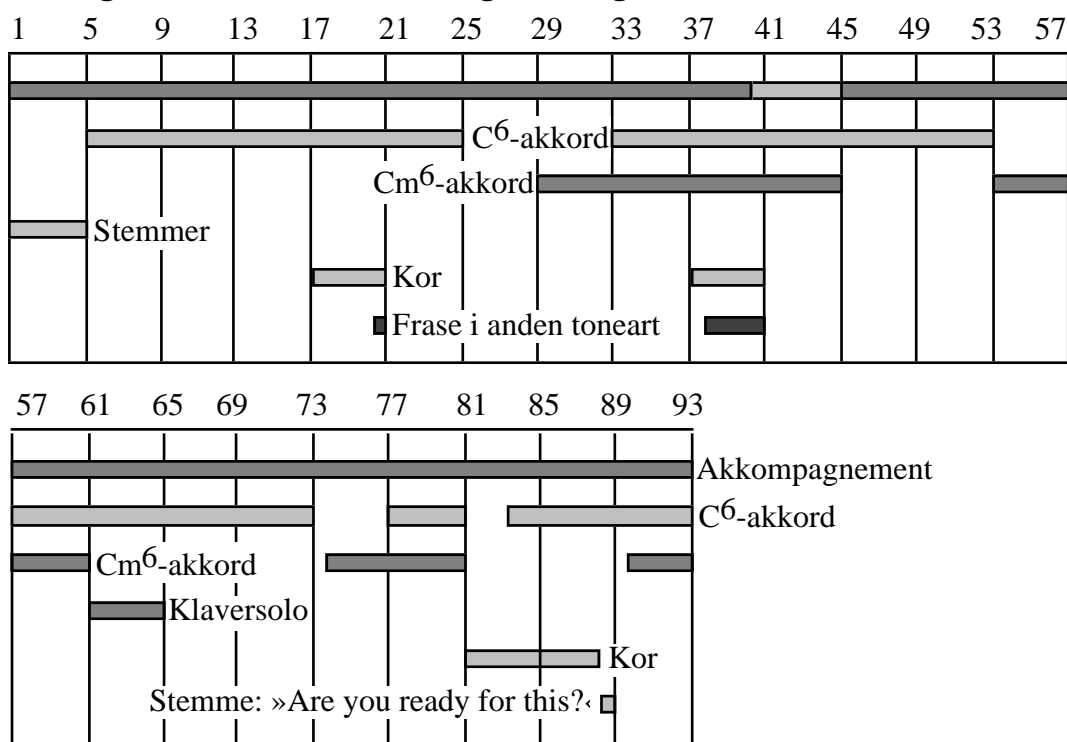 1 5 9 13 17 21 25 29 33 37 41 45 49 53 57
C6-akkord
Cm6-akkord
Stemmer
Kor
Frase i anden toneart
57 61 65 69 73 77 81 85 89 93
Akkompagnement
C6-akkord
Cm6-akkord
Klaversolo
Kor
Stemme: »Are you ready for this?‹